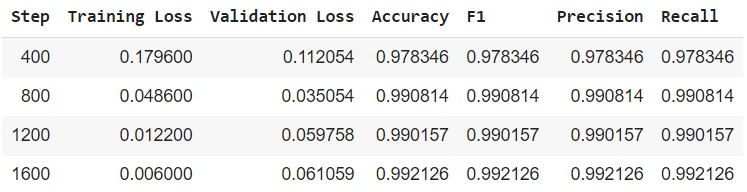 Step Training Loss Validation Loss Accuracy F1 Precision Recall
400 0.179600 0.112054 0.978346 0.978346 0.978346 0.978346
800 0.048600 0.035054 0.990814 0.990814 0.990814 0.990814
1200 0.012200 0.059758 0.990157 0.990157 0.990157 0.990157
1600 0.006000 0.061059 0.992126 0.992126 0.992126 0.992126